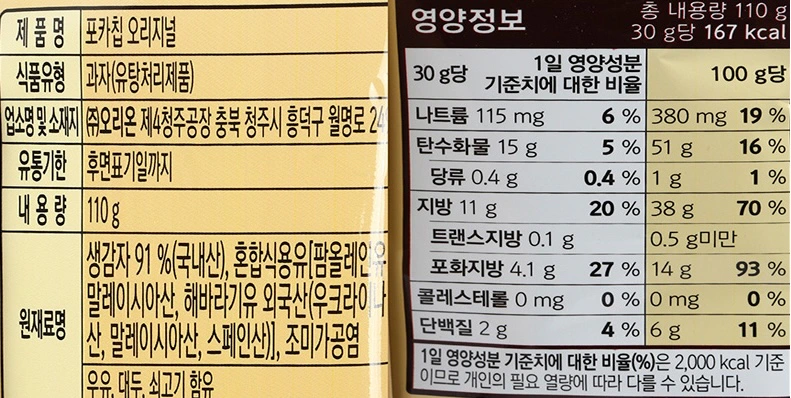 제 품 명 포카칩 오리지널
식품유형 과자(유탕처리제품)
업소명 및 소재지 ㈜오리온 제4청주공장 충북 청주시 흥덕구 월명로 24
유통기한 후면표기일까지
내 용 량 110 g
원재료명
생감자 91 %(국내산), 혼합식용유[팜올레인유
말레이시아산, 해바라기유 외국산(우크라이나
산, 말레이시아산, 스페인산)], 조미가공염
우유, 대두, 쇠고기 함유
영양정보
총 내용량 110 g
30 g당 167 kcal
30 g당 1일 영양성분 기준치에 대한 비율 100 g당
나트륨 115 mg 6 % 380 mg 19 %
탄수화물 15 g 5 % 51 g 16 %
당류 0.4 g 0.4 % 1 g 1 %
지방 11 g 20 % 38 g 70 %
트랜스지방 0.1 g 0.5 g미만
포화지방 4.1 g 27 % 14 g 93 %
콜레스테롤 0 mg 0 % 0 mg 0 %
단백질 2 g 4 % 6 g 11 %
1일 영양성분 기준치에 대한 비율(%)은 2,000 kcal 기준
이므로 개인의 필요 열량에 따라 다를 수 있습니다.